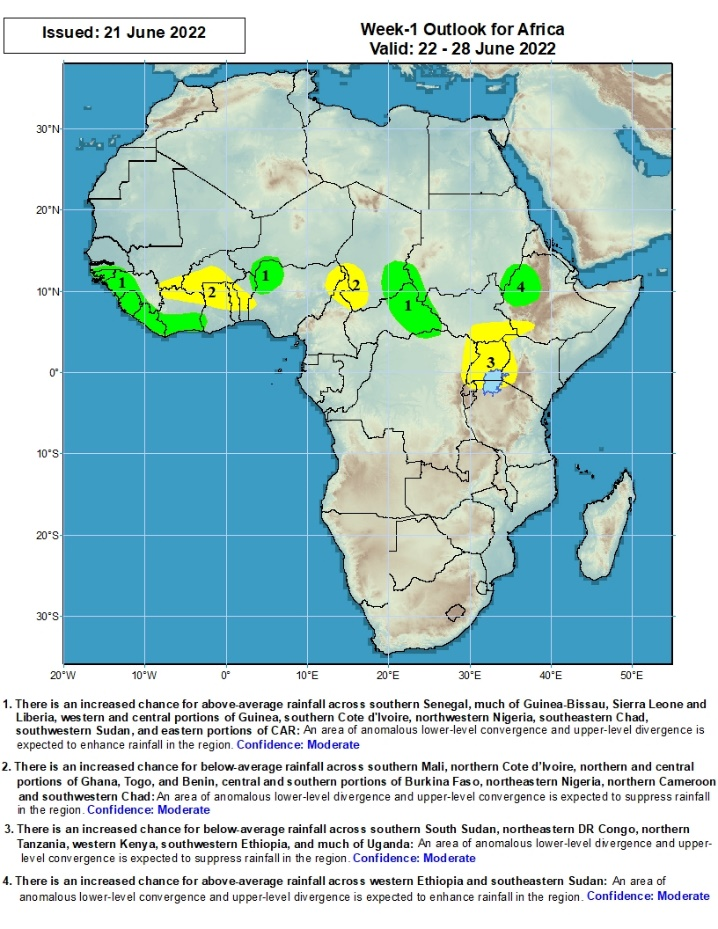 Issued: 21 June 2022
Week-1 Outlook for Africa
Valid: 22 - 28 June 2022
30°N
20°N
10°N
0°
10°S
20°S
30°S
1
2
1
2
1
4
3
20°W
10°W
0°
10°E
20°E
30°E
40°E
50°E
1. There is an increased chance for above-average rainfall across southern Senegal, much of Guinea-Bissau, Sierra Leone and
Liberia, western and central portions of Guinea, southern Cote d'Ivoire, northwestern Nigeria, southeastern Chad,
southwestern Sudan, and eastern portions of CAR: An area of anomalous lower-level convergence and upper-level divergence is
expected to enhance rainfall in the region. Confidence: Moderate
2. There is an increased chance for below-average rainfall across southern Mali, northern Cote d'Ivoire, northern and central
portions of Ghana, Togo, and Benin, central and southern portions of Burkina Faso, northeastern Nigeria, northern Cameroon
and southwestern Chad: An area of anomalous lower-level divergence and upper-level convergence is expected to suppress rainfall
in the region. Confidence: Moderate
3. There is an increased chance for below-average rainfall across southern South Sudan, northeastern DR Congo, northern
Tanzania, western Kenya, southwestern Ethiopia, and much of Uganda: An area of anomalous lower-level divergence and upper-
level convergence is expected to suppress rainfall in the region. Confidence: Moderate
4. There is an increased chance for above-average rainfall across western Ethiopia and southeastern Sudan: An area of
anomalous lower-level convergence and upper-level divergence is expected to enhance rainfall in the region. Confidence: Moderate